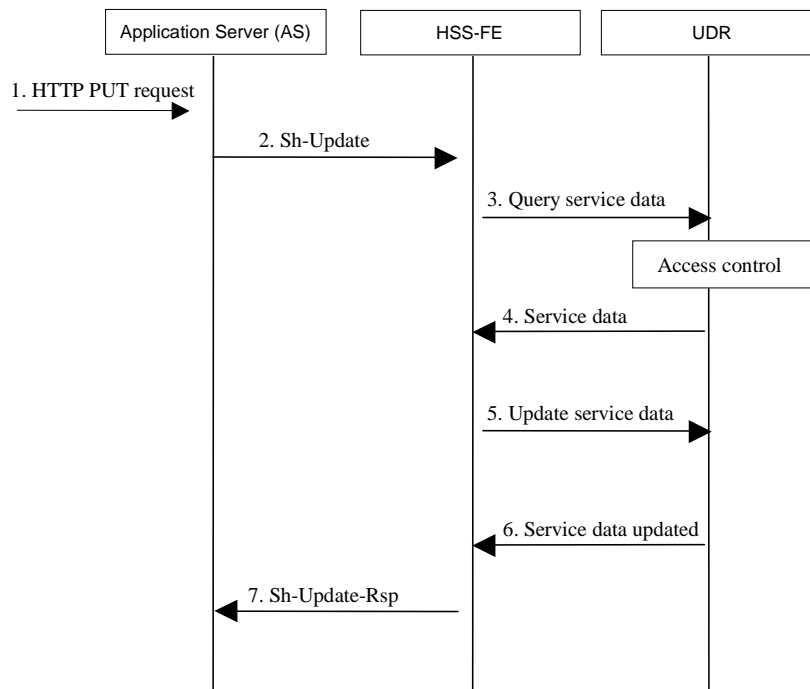 Application Server (AS)
HSS-FE
UDR
1. HTTP PUT request
2. Sh-Update
3. Query service data
Access control
4. Service data
5. Update service data
6. Service data updated
7. Sh-Update-Rsp